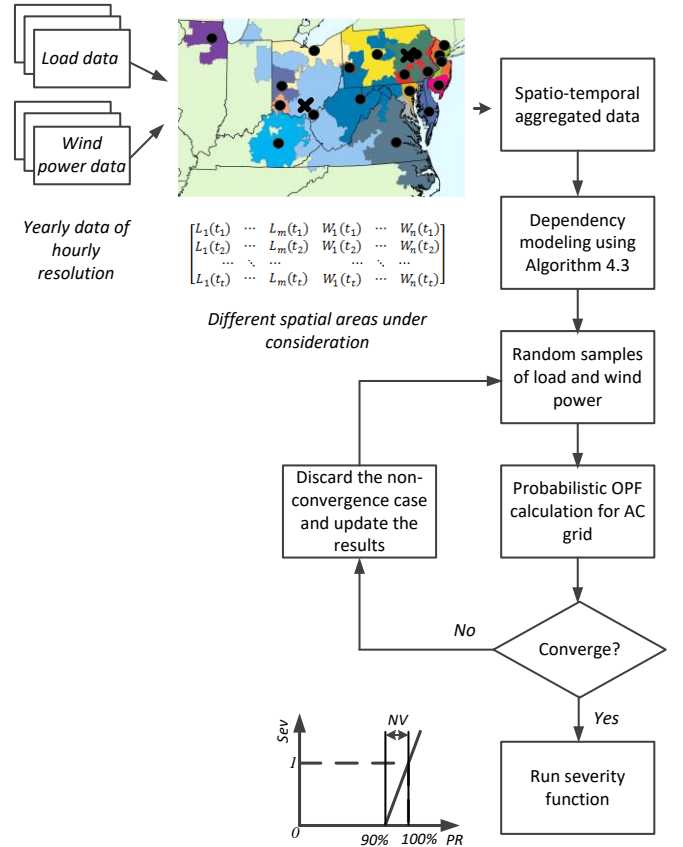 Load data
Wind
power data
Yearly data of
hourly
resolution
L₁(t₁) ⋯ Lₘ(t₁) W₁(t₁) ⋯ Wₙ(t₁)
L₁(t₂) ⋯ Lₘ(t₂) W₁(t₂) ⋯ Wₙ(t₂)
⋯ ⋱ ⋯ ⋯ ⋱ ⋯
L₁(tₜ) ⋯ Lₘ(tₜ) W₁(tₜ) ⋯ Wₙ(tₜ)
Different spatial areas under
consideration
Spatio-temporal
aggregated data
Dependency
modeling using
Algorithm 4.3
Random samples
of load and wind
power
Discard the non-
convergence case
and update the
results
Probabilistic OPF
calculation for AC
grid
No
Converge?
Yes
Run severity
function
Sev
NV
1
0
90% 100% PR